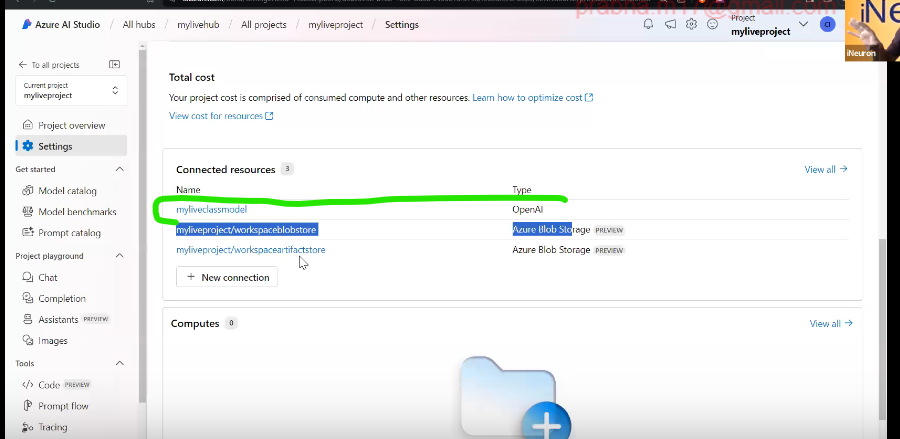 Azure AI Studio / All hubs / mylivehub / All projects / myliveproject / Settings
Project
myliveproject
iNeuron
To all projects
Current project
myliveproject
Project overview
Settings
Get started
Model catalog
Model benchmarks
Prompt catalog
Project playground
Chat
Completion
Assistants PREVIEW
Images
Tools
Code PREVIEW
Prompt flow
Tracing
Total cost
Your project cost is comprised of consumed compute and other resources. Learn how to optimize cost
View cost for resources
Connected resources 3
View all
Name Type
myliveclassmodel OpenAI
myliveproject/workspaceblobstore Azure Blob Storage PREVIEW
myliveproject/workspaceartifactstore Azure Blob Storage PREVIEW
+ New connection
Computes 0
View all